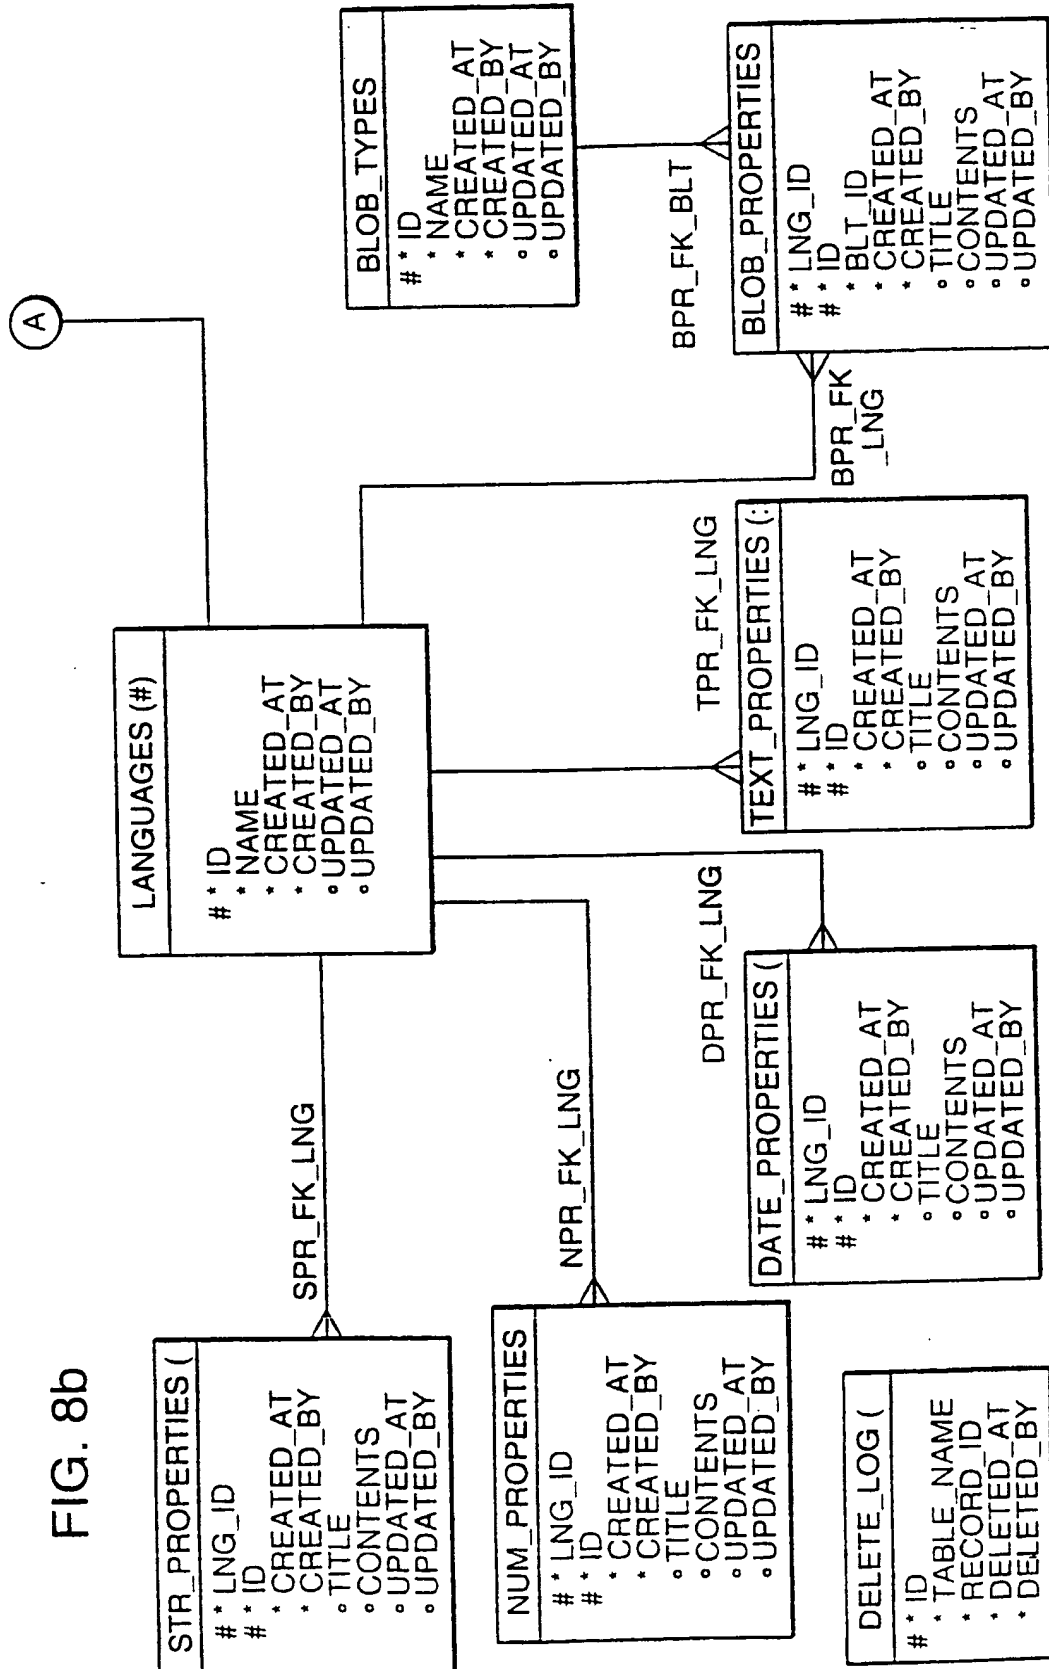 FIG. 8b
STR_PROPERTIES (
# * LNG_ID
# * ID
* CREATED_AT
* CREATED_BY
° TITLE
° CONTENTS
° UPDATED_AT
° UPDATED_BY
SPR_FK_LNG
LANGUAGES (#)
# * ID
* NAME
* CREATED_AT
* CREATED_BY
° UPDATED_AT
° UPDATED_BY
A
NUM_PROPERTIES
# * LNG_ID
# * ID
* CREATED_AT
* CREATED_BY
° TITLE
° CONTENTS
° UPDATED_AT
° UPDATED_BY
NPR_FK_LNG
BLOB_TYPES
# * ID
* NAME
* CREATED_AT
* CREATED_BY
° UPDATED_AT
° UPDATED_BY
BPR_FK_BLT
DPR_FK_LNG
TPR_FK_LNG
BPR_FK
_LNG
DELETE_LOG (
# * ID
* TABLE_NAME
* RECORD_ID
* DELETED_AT
* DELETED_BY
DATE_PROPERTIES (
# * LNG_ID
# * ID
* CREATED_AT
* CREATED_BY
° TITLE
° CONTENTS
° UPDATED_AT
° UPDATED_BY
TEXT_PROPERTIES (:
# * LNG_ID
# * ID
* CREATED_AT
* CREATED_BY
° TITLE
° CONTENTS
° UPDATED_AT
° UPDATED_BY
BLOB_PROPERTIES
# * LNG_ID
# * ID
* BLT_ID
* CREATED_AT
* CREATED_BY
° TITLE
° CONTENTS
° UPDATED_AT
° UPDATED_BY